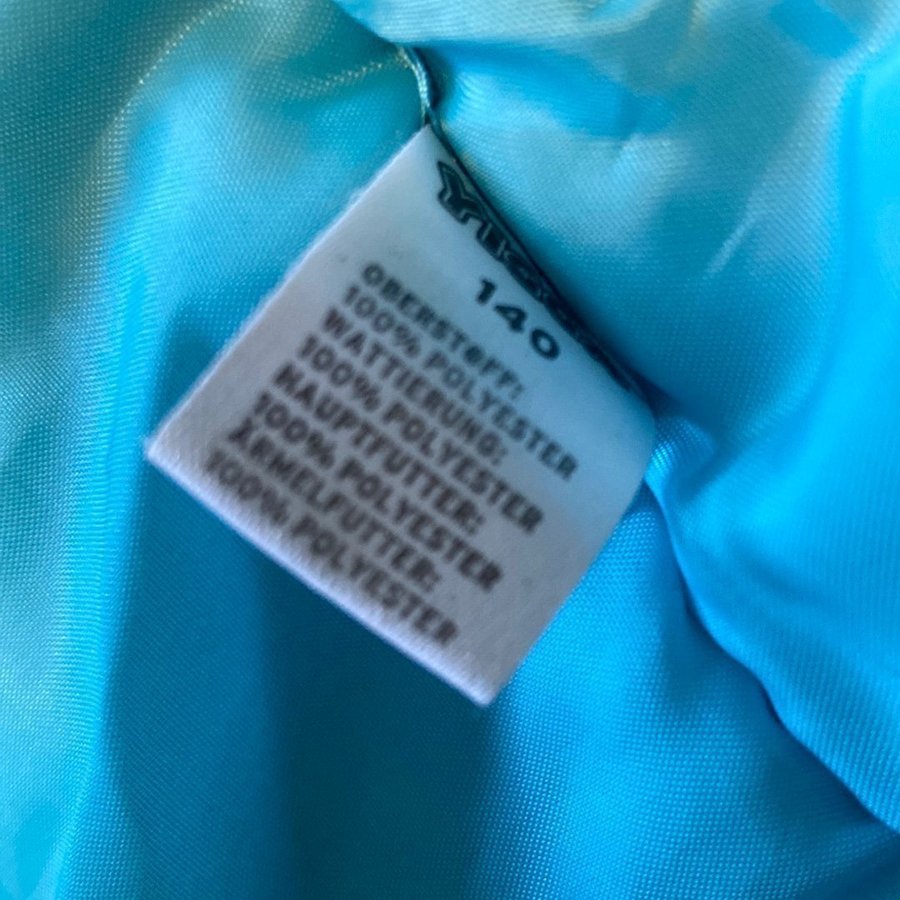 140
OBERSTOFF:
100% POLYESTER
WATTIERUNG:
100% POLYESTER
HAUPTFUTTER:
100% POLYESTER
ÄRMELFUTTER:
100% POLYESTER